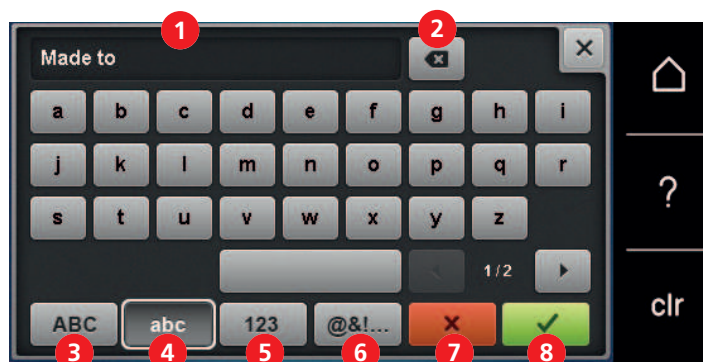 1 2
Made to
a b c d e f g h i
j k l m n o p q r
s t u v w x y z
1/2
ABC abc 123 @&!...
3 4 5 6 7 8
?
clr